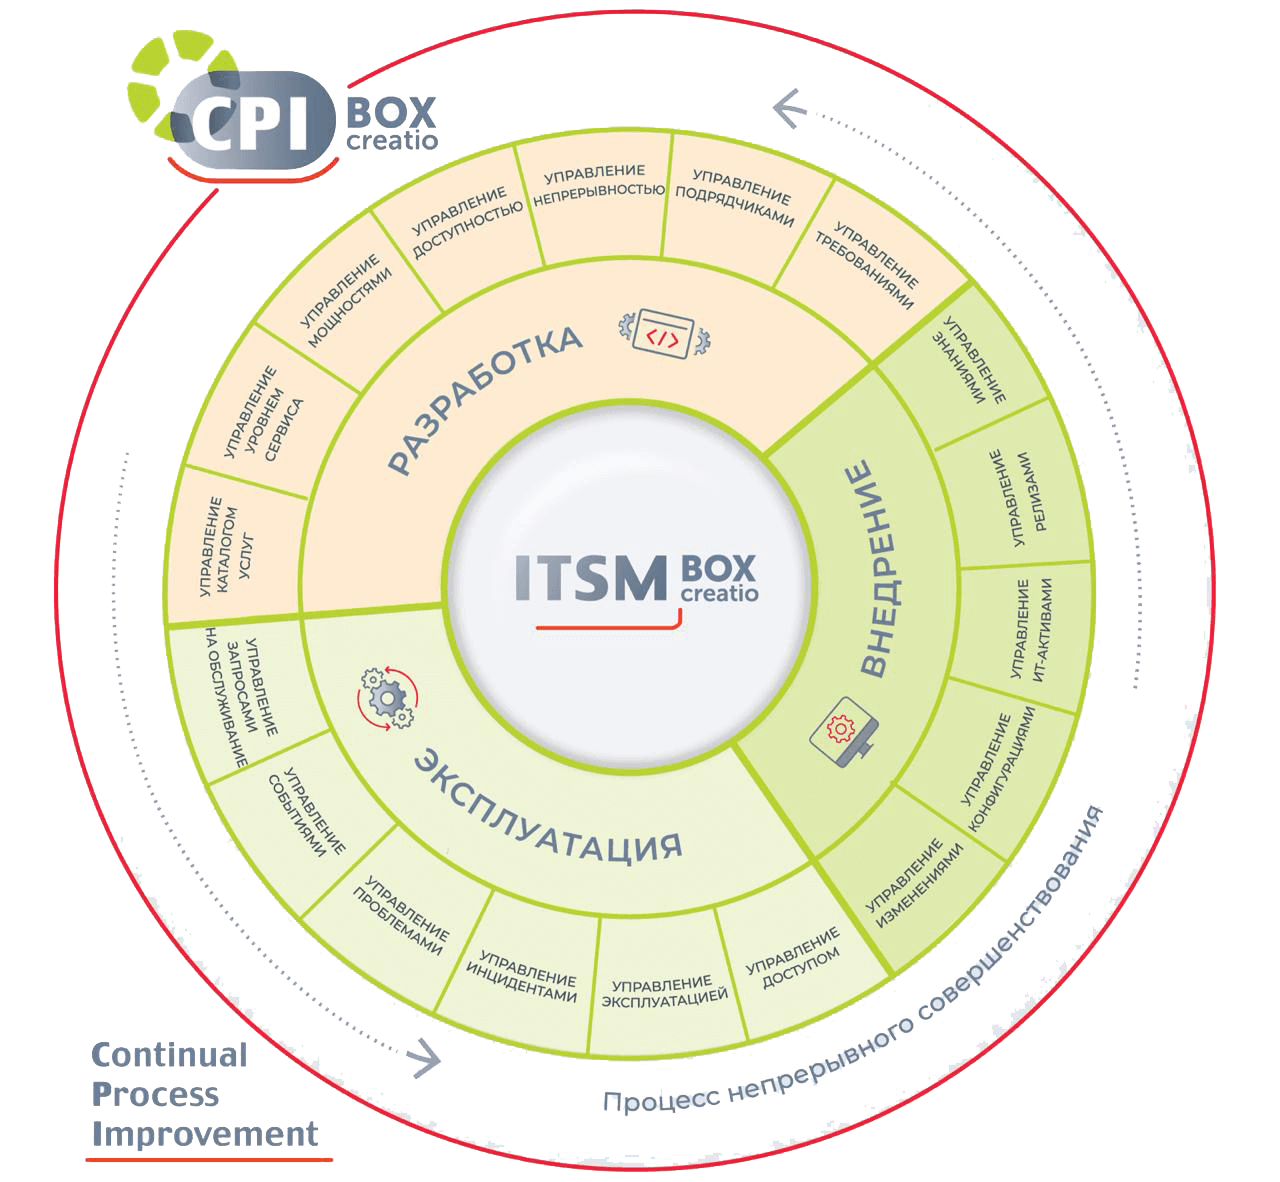 CPI BOX
creatio
УПРАВЛЕНИЕ
КАТАЛОГОМ
УСЛУГ
УПРАВЛЕНИЕ
УРОВНЕМ
СЕРВИСА
УПРАВЛЕНИЕ
МОЩНОСТЯМИ
УПРАВЛЕНИЕ
ДОСТУПНОСТЬЮ
УПРАВЛЕНИЕ
НЕПРЕРЫВНОСТЬЮ
УПРАВЛЕНИЕ
ПОДРЯДЧИКАМИ
УПРАВЛЕНИЕ
ТРЕБОВАНИЯМИ
РАЗРАБОТКА
</>
УПРАВЛЕНИЕ
ЗНАНИЯМИ
УПРАВЛЕНИЕ
РЕЛИЗАМИ
УПРАВЛЕНИЕ
ИТ-АКТИВАМИ
УПРАВЛЕНИЕ
КОНФИГУРАЦИЯМИ
УПРАВЛЕНИЕ
ИЗМЕНЕНИЯМИ
ВНЕДРЕНИЕ
ITSM BOX
creatio
УПРАВЛЕНИЕ
ЗАПРОСАМИ
НА ОБСЛУЖИВАНИЕ
УПРАВЛЕНИЕ
СОБЫТИЯМИ
УПРАВЛЕНИЕ
ПРОБЛЕМАМИ
УПРАВЛЕНИЕ
ИНЦИДЕНТАМИ
УПРАВЛЕНИЕ
ЭКСПЛУАТАЦИЕЙ
УПРАВЛЕНИЕ
ДОСТУПОМ
ЭКСПЛУАТАЦИЯ
Процесс непрерывного совершенствования
Continual
Process
Improvement